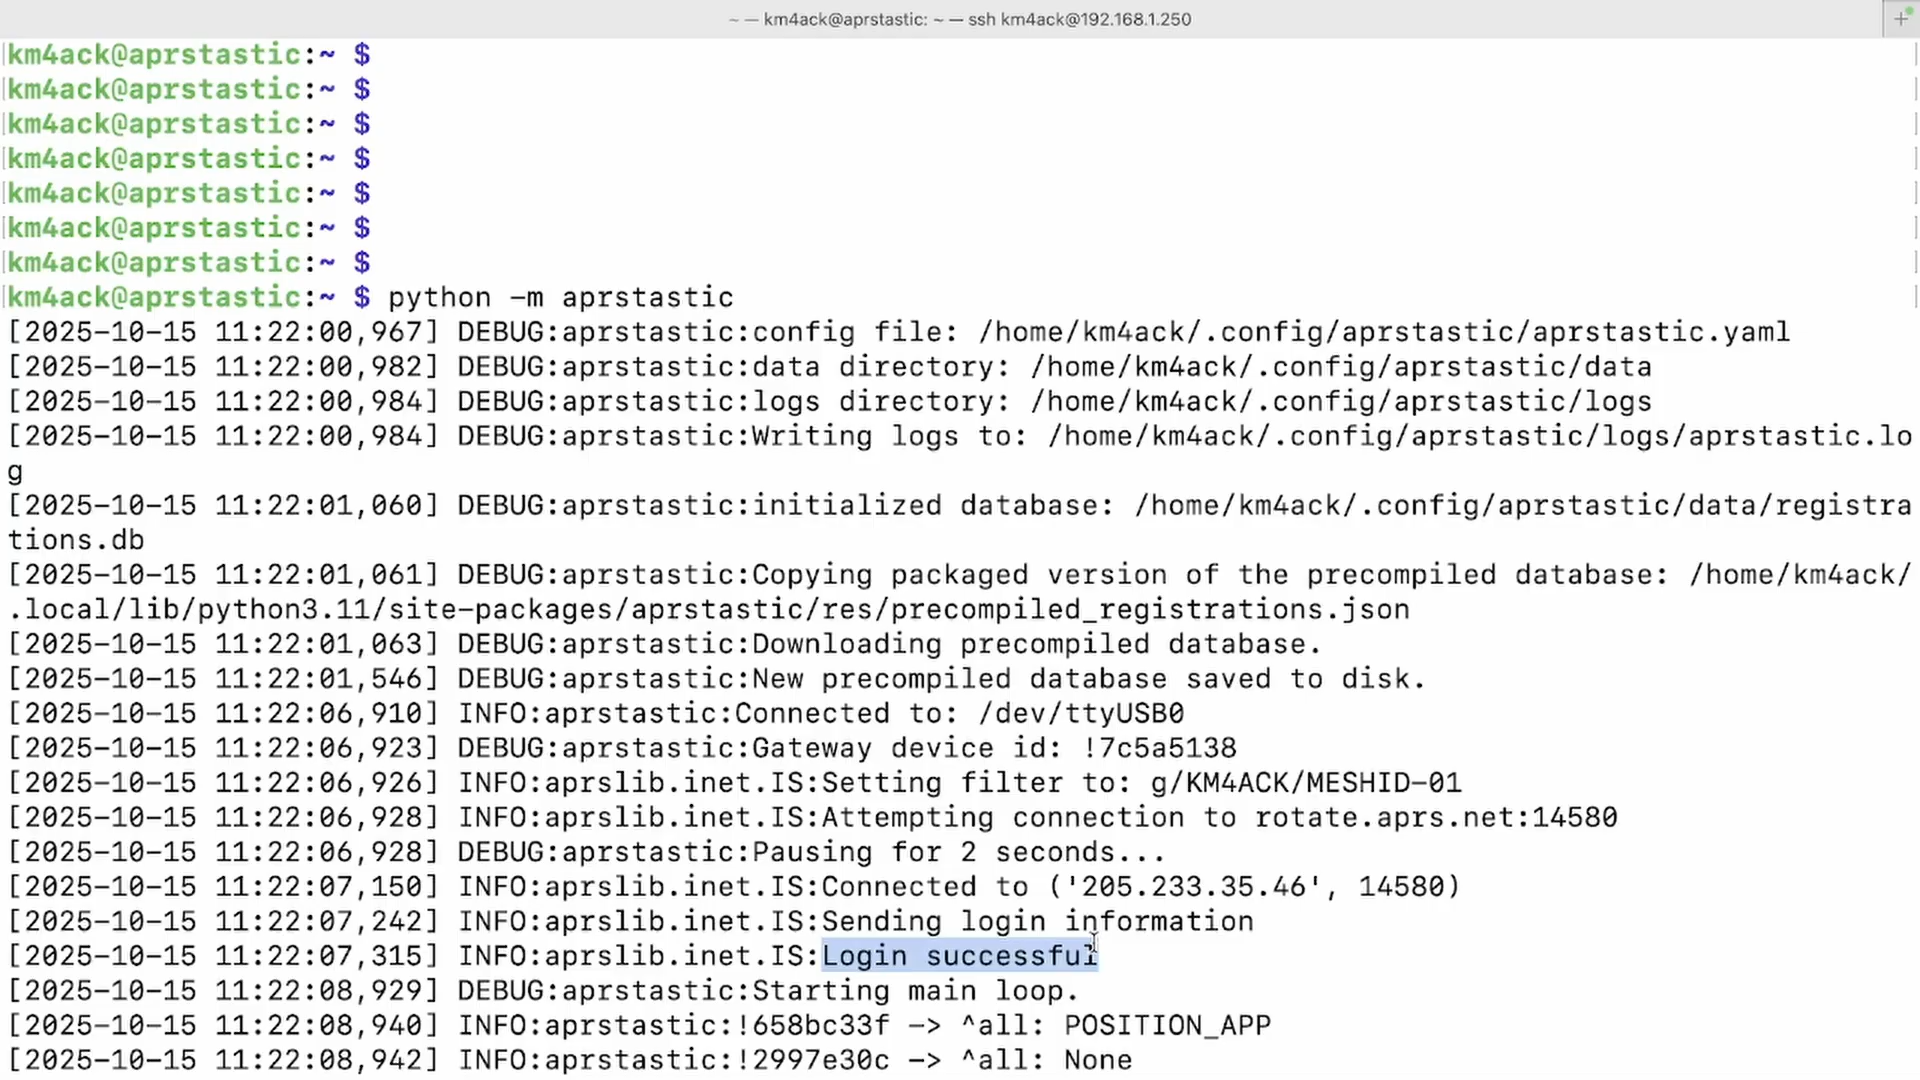 ~ — km4ack@aprstastic: ~ — ssh km4ack@192.168.1.250
km4ack@aprstastic:~ $
km4ack@aprstastic:~ $
km4ack@aprstastic:~ $
km4ack@aprstastic:~ $
km4ack@aprstastic:~ $
km4ack@aprstastic:~ $
km4ack@aprstastic:~ $
km4ack@aprstastic:~ $ python -m aprstastic
[2025-10-15 11:22:00,967] DEBUG:aprstastic:config file: /home/km4ack/.config/aprstastic/aprstastic.yaml
[2025-10-15 11:22:00,982] DEBUG:aprstastic:data directory: /home/km4ack/.config/aprstastic/data
[2025-10-15 11:22:00,984] DEBUG:aprstastic:logs directory: /home/km4ack/.config/aprstastic/logs
[2025-10-15 11:22:00,984] DEBUG:aprstastic:Writing logs to: /home/km4ack/.config/aprstastic/logs/aprstastic.lo
g
[2025-10-15 11:22:01,060] DEBUG:aprstastic:initialized database: /home/km4ack/.config/aprstastic/data/registra
tions.db
[2025-10-15 11:22:01,061] DEBUG:aprstastic:Copying packaged version of the precompiled database: /home/km4ack/
.local/lib/python3.11/site-packages/aprstastic/res/precompiled_registrations.json
[2025-10-15 11:22:01,063] DEBUG:aprstastic:Downloading precompiled database.
[2025-10-15 11:22:01,546] DEBUG:aprstastic:New precompiled database saved to disk.
[2025-10-15 11:22:06,910] INFO:aprstastic:Connected to: /dev/ttyUSB0
[2025-10-15 11:22:06,923] DEBUG:aprstastic:Gateway device id: !7c5a5138
[2025-10-15 11:22:06,926] INFO:aprslib.inet.IS:Setting filter to: g/KM4ACK/MESHID-01
[2025-10-15 11:22:06,928] INFO:aprslib.inet.IS:Attempting connection to rotate.aprs.net:14580
[2025-10-15 11:22:06,928] DEBUG:aprstastic:Pausing for 2 seconds...
[2025-10-15 11:22:07,150] INFO:aprslib.inet.IS:Connected to ('205.233.35.46', 14580)
[2025-10-15 11:22:07,242] INFO:aprslib.inet.IS:Sending login information
[2025-10-15 11:22:07,315] INFO:aprslib.inet.IS:Login successful
[2025-10-15 11:22:08,929] DEBUG:aprstastic:Starting main loop.
[2025-10-15 11:22:08,940] INFO:aprstastic:!658bc33f -> ^all: POSITION_APP
[2025-10-15 11:22:08,942] INFO:aprstastic:!2997e30c -> ^all: None